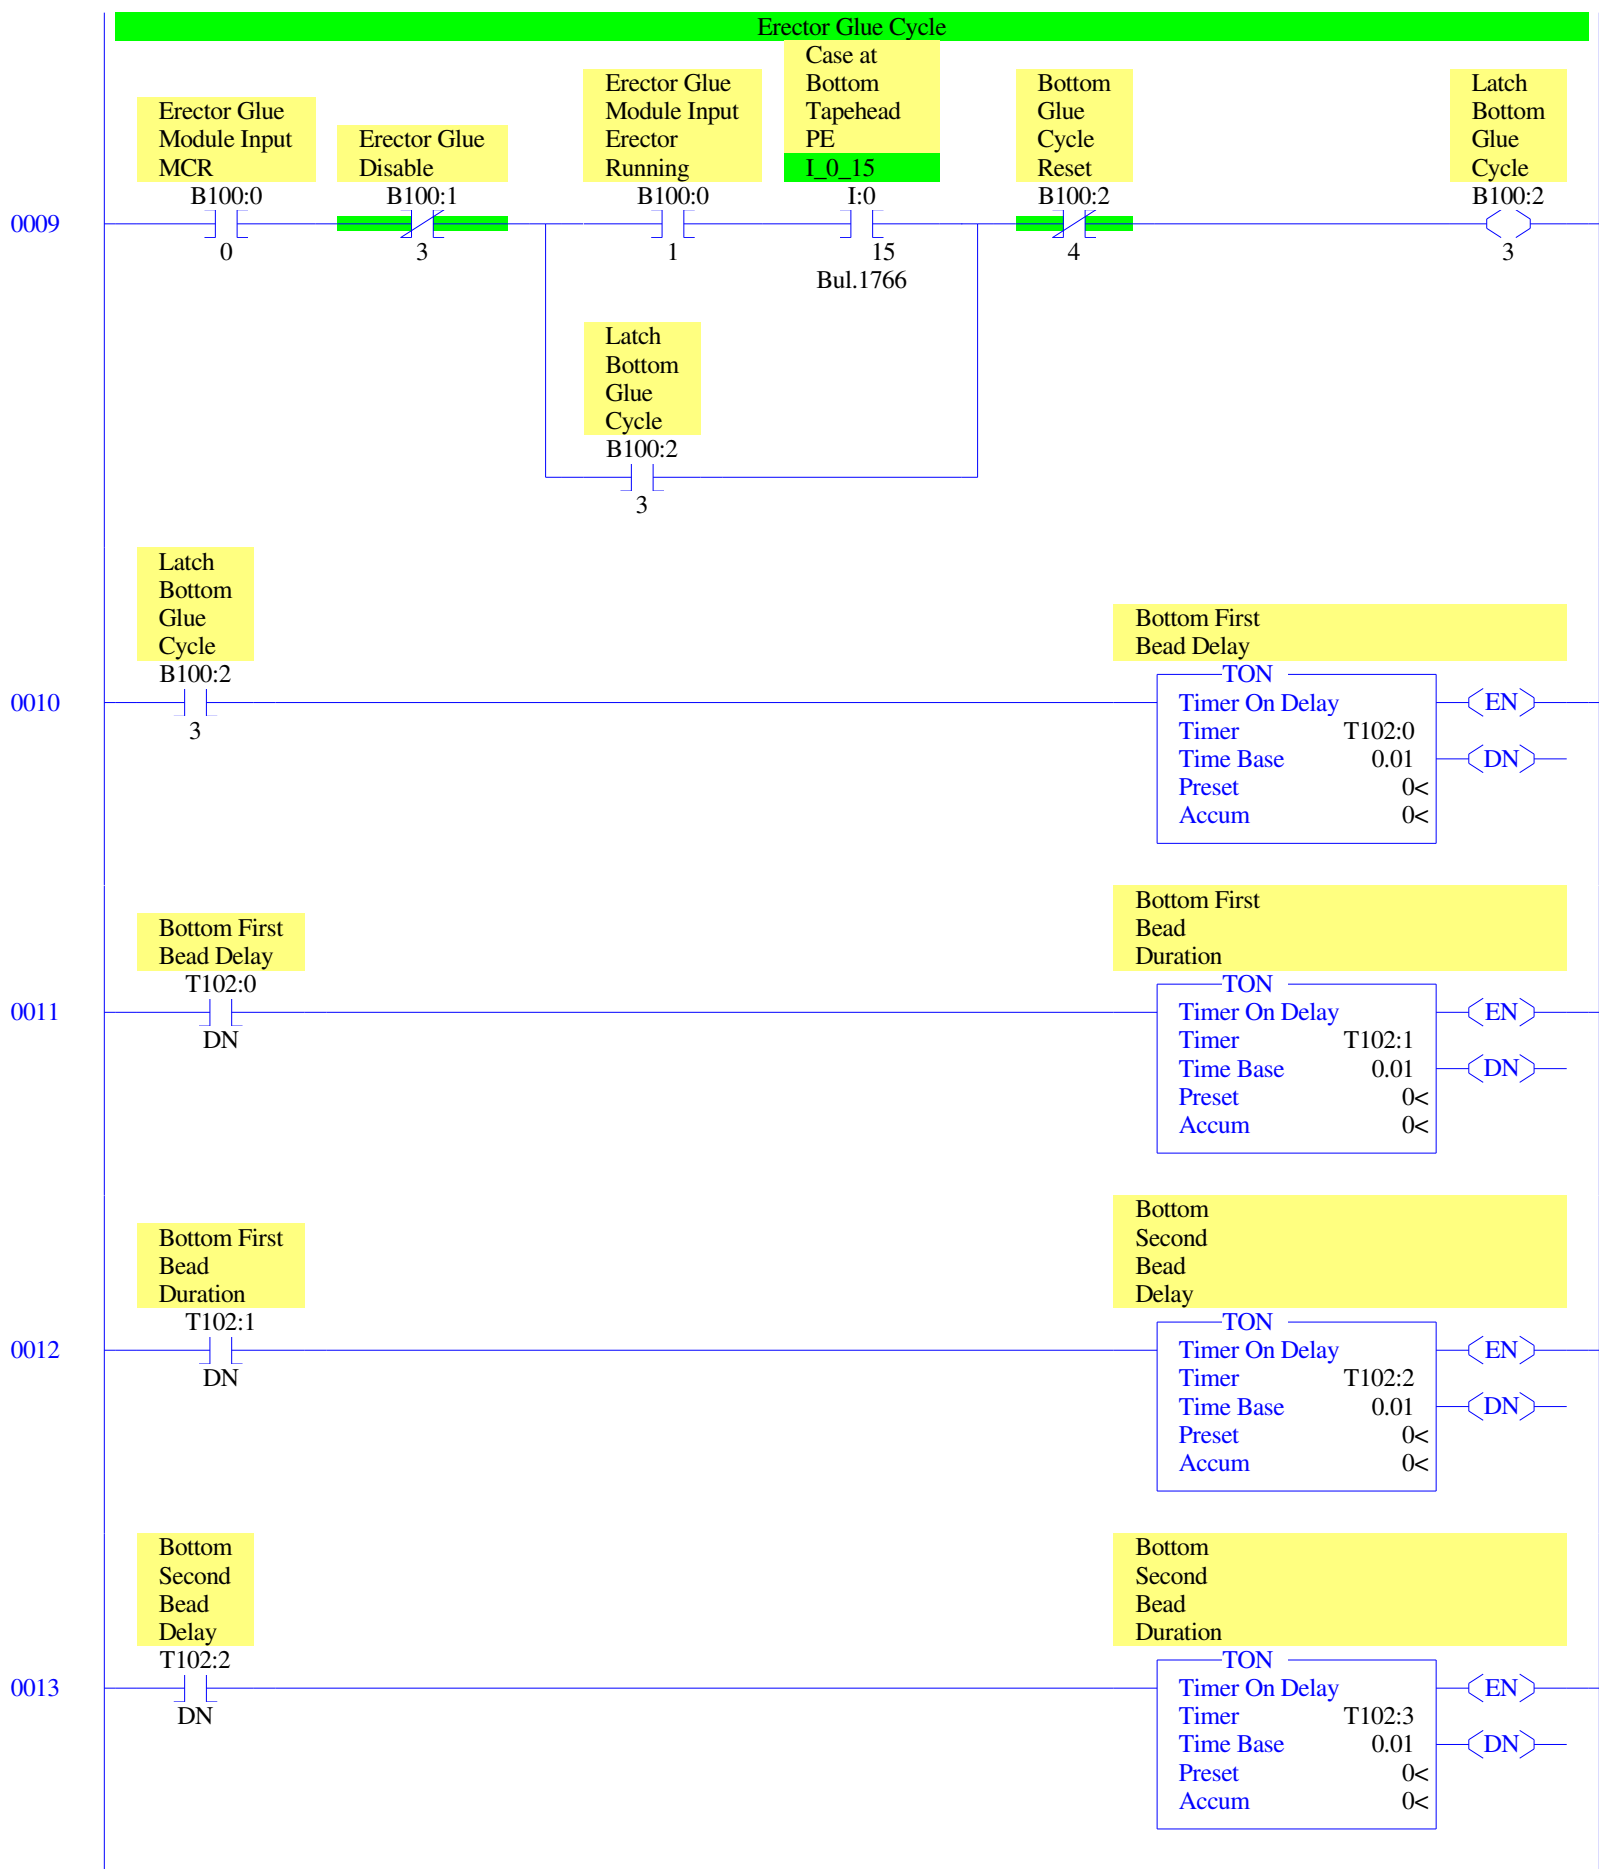 Erector Glue Cycle
Erector Glue
Module Input
MCR
B100:0
0
Erector Glue
Disable
B100:1
3
Erector Glue
Module Input
Erector
Running
B100:0
1
Case at
Bottom
Tapehead
PE
I_0_15
I:0
15
Bul.1766
Bottom
Glue
Cycle
Reset
B100:2
4
Latch
Bottom
Glue
Cycle
B100:2
3
0009
Latch
Bottom
Glue
Cycle
B100:2
3
Latch
Bottom
Glue
Cycle
B100:2
3
0010
Bottom First
Bead Delay
TON
Timer On Delay
Timer T102:0
Time Base 0.01
Preset 0<
Accum 0<
EN
DN
Bottom First
Bead Delay
T102:0
DN
0011
Bottom First
Bead
Duration
TON
Timer On Delay
Timer T102:1
Time Base 0.01
Preset 0<
Accum 0<
EN
DN
Bottom First
Bead
Duration
T102:1
DN
0012
Bottom
Second
Bead
Delay
TON
Timer On Delay
Timer T102:2
Time Base 0.01
Preset 0<
Accum 0<
EN
DN
Bottom
Second
Bead
Delay
T102:2
DN
0013
Bottom
Second
Bead
Duration
TON
Timer On Delay
Timer T102:3
Time Base 0.01
Preset 0<
Accum 0<
EN
DN